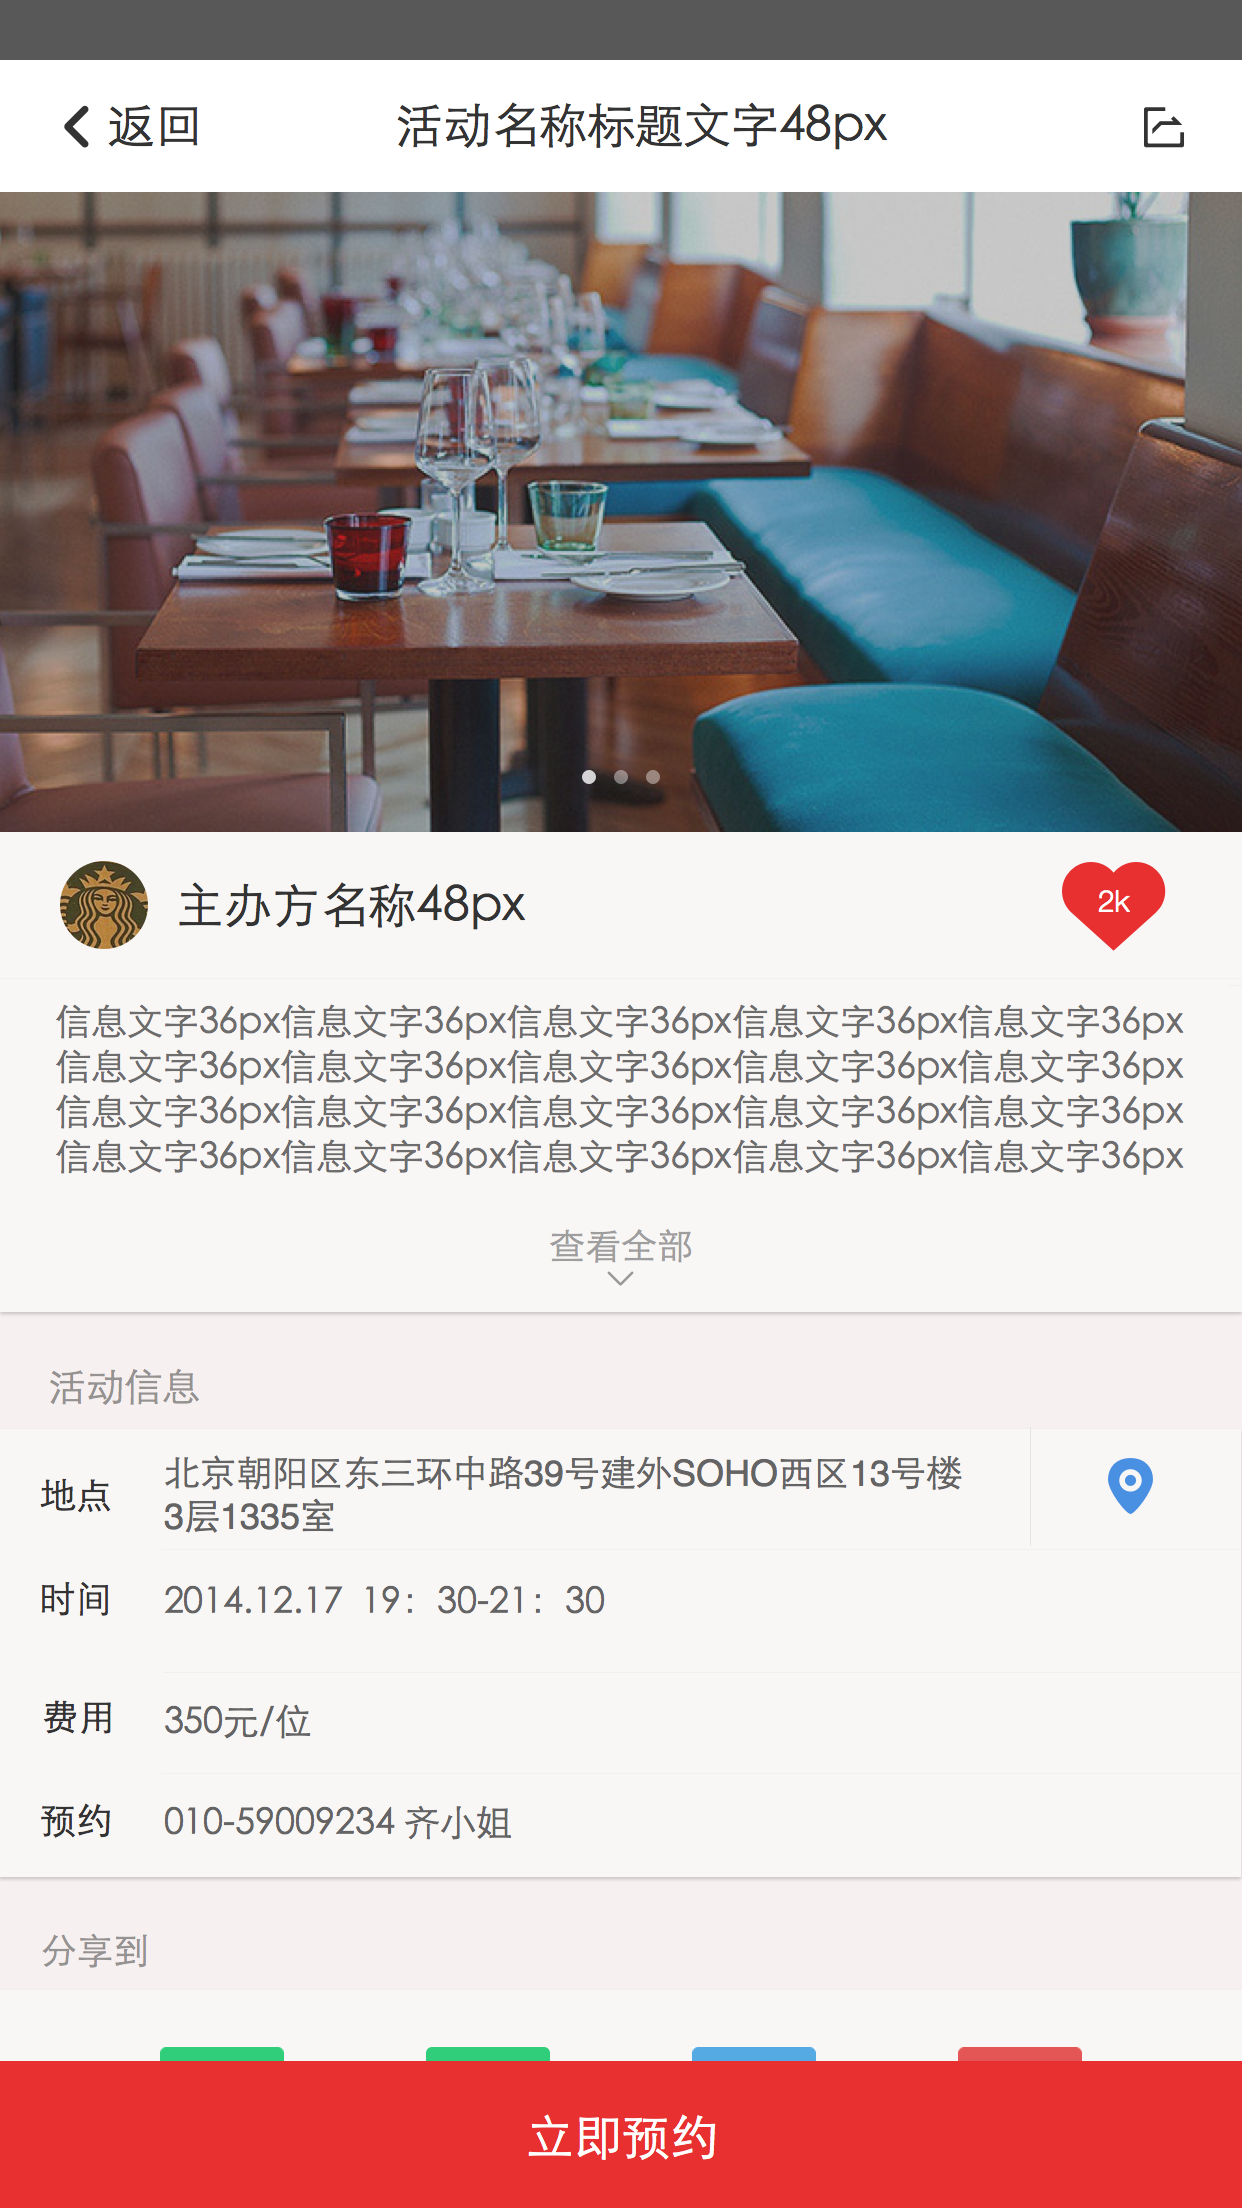 返回
活动名称标题文字48px
主办方名称48px
2k
信息文字36px信息文字36px信息文字36px信息文字36px信息文字36px
信息文字36px信息文字36px信息文字36px信息文字36px信息文字36px
信息文字36px信息文字36px信息文字36px信息文字36px信息文字36px
信息文字36px信息文字36px信息文字36px信息文字36px信息文字36px
查看全部
活动信息
地点
北京朝阳区东三环中路39号建外SOHO西区13号楼
3层1335室
时间
2014.12.17 19：30-21：30
费用
350元/位
预约
010-59009234 齐小姐
分享到
立即预约